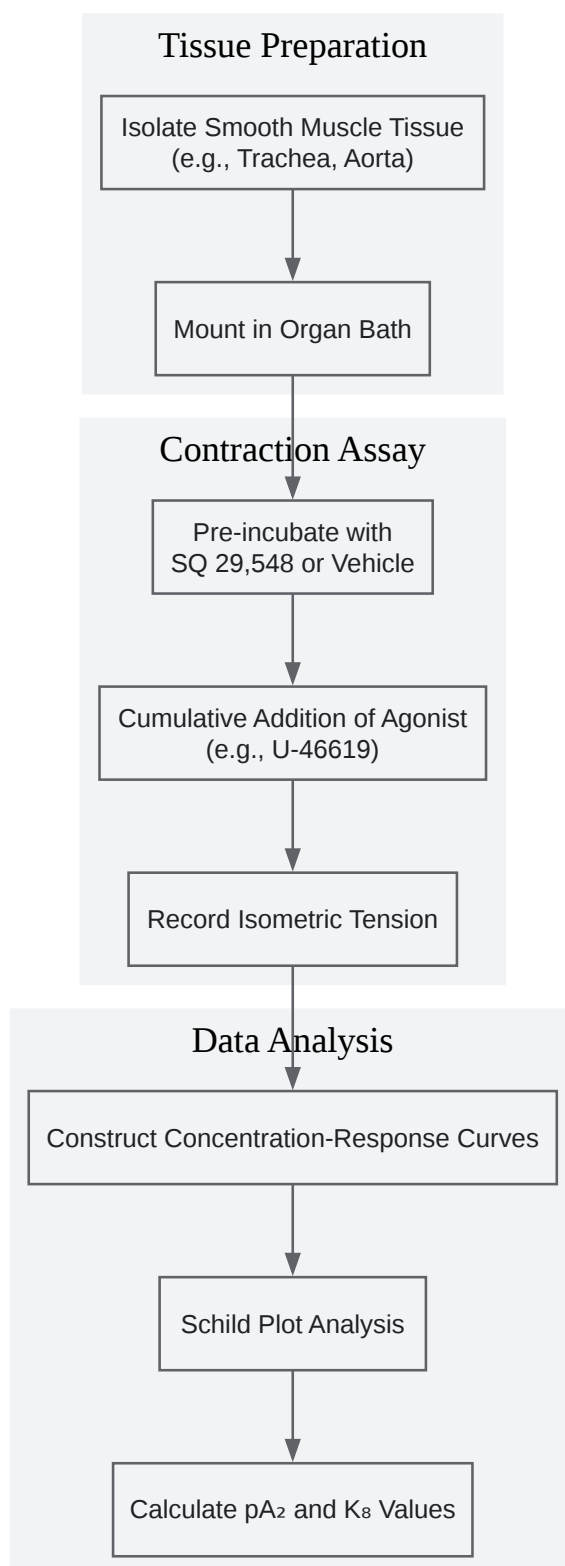 Tissue Preparation
Isolate Smooth Muscle Tissue
(e.g., Trachea, Aorta)
Mount in Organ Bath
Contraction Assay
Pre-incubate with
SQ 29,548 or Vehicle
Cumulative Addition of Agonist
(e.g., U-46619)
Record Isometric Tension
Data Analysis
Construct Concentration-Response Curves
Schild Plot Analysis
Calculate pA₂ and K₈ Values